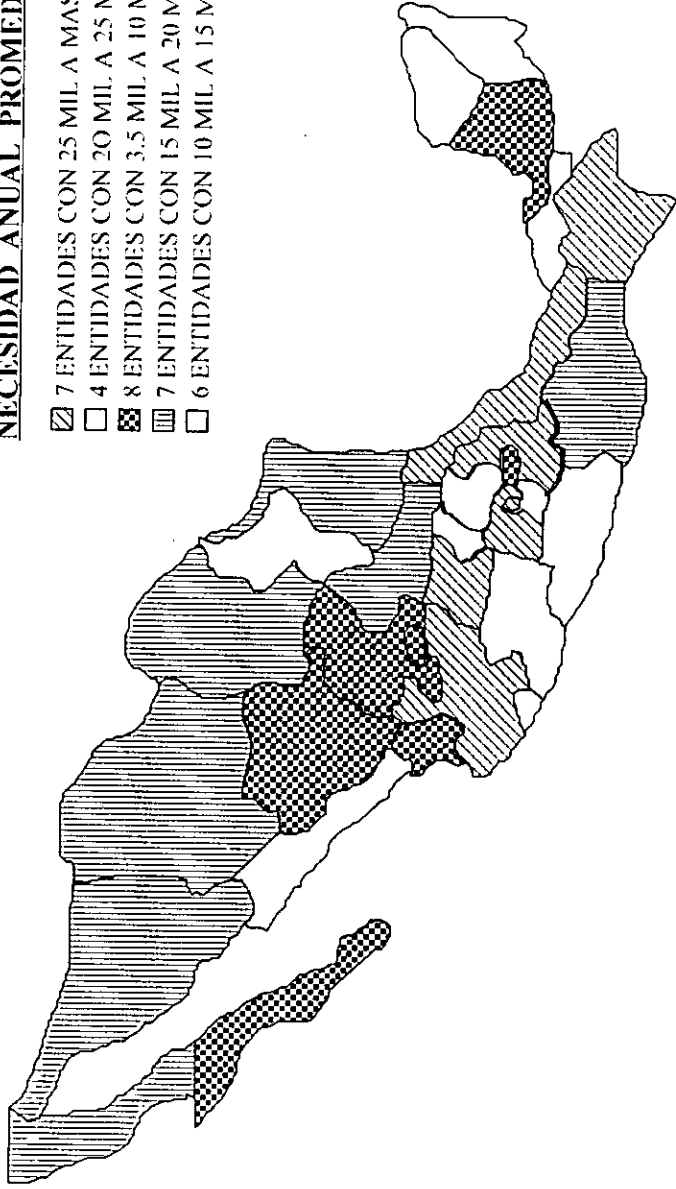 NECESIDAD ANUAL PROMED
7 ENTIDADES CON 25 MIL A MAS
4 ENTIDADES CON 2O MIL A 25 M
8 ENTIDADES CON 3.5 MIL A 10 M
7 ENTIDADES CON 15 MIL A 20 M
6 ENTIDADES CON 10 MIL A 15 M